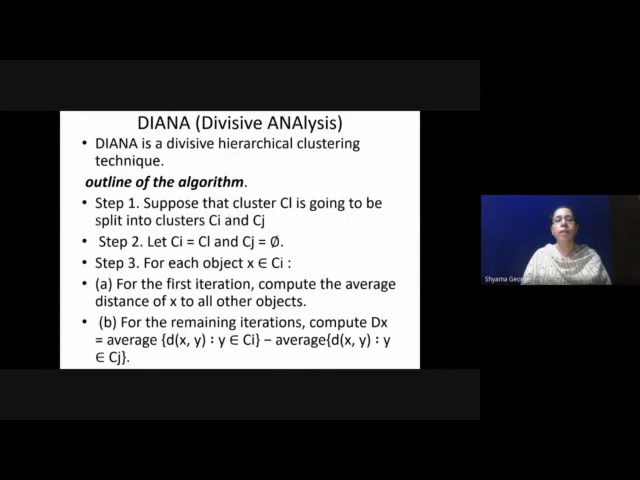 DIANA (Divisive ANAlysis)
• DIANA is a divisive hierarchical clustering
technique.
outline of the algorithm.
• Step 1. Suppose that cluster Cl is going to be
split into clusters Ci and Cj
• Step 2. Let Ci = Cl and Cj = ∅.
• Step 3. For each object x ∈ Ci :
• (a) For the first iteration, compute the average
distance of x to all other objects.
• (b) For the remaining iterations, compute Dx
= average {d(x, y) : y ∈ Ci} − average{d(x, y) : y
∈ Cj}.
Shyama George